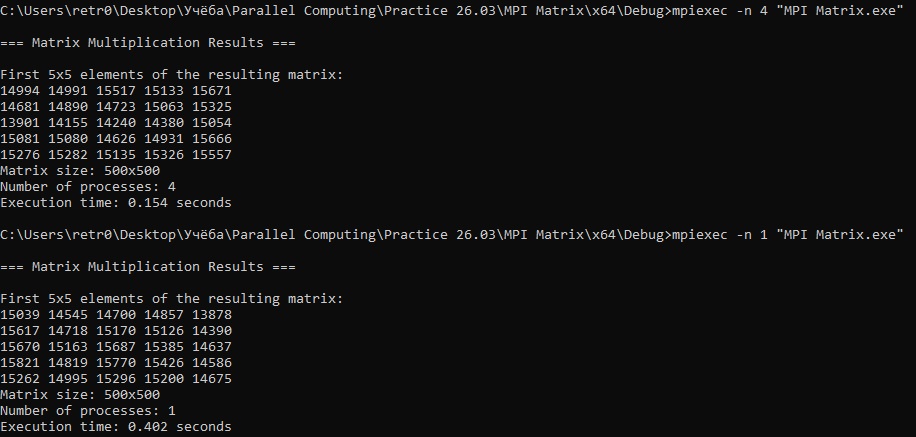 C:\Users\retr0\Desktop\Учёба\Parallel Computing\Practice 26.03\MPI Matrix\x64\Debug>mpiexec -n 4 "MPI Matrix.exe"
=== Matrix Multiplication Results ===
First 5x5 elements of the resulting matrix:
14994 14991 15517 15133 15671
14681 14890 14723 15063 15325
13901 14155 14240 14380 15054
15081 15080 14626 14931 15666
15276 15282 15135 15326 15557
Matrix size: 500x500
Number of processes: 4
Execution time: 0.154 seconds
C:\Users\retr0\Desktop\Учёба\Parallel Computing\Practice 26.03\MPI Matrix\x64\Debug>mpiexec -n 1 "MPI Matrix.exe"
=== Matrix Multiplication Results ===
First 5x5 elements of the resulting matrix:
15039 14545 14700 14857 13878
15617 14718 15170 15126 14390
15670 15163 15687 15385 14637
15821 14819 15770 15426 14586
15262 14995 15296 15200 14675
Matrix size: 500x500
Number of processes: 1
Execution time: 0.402 seconds